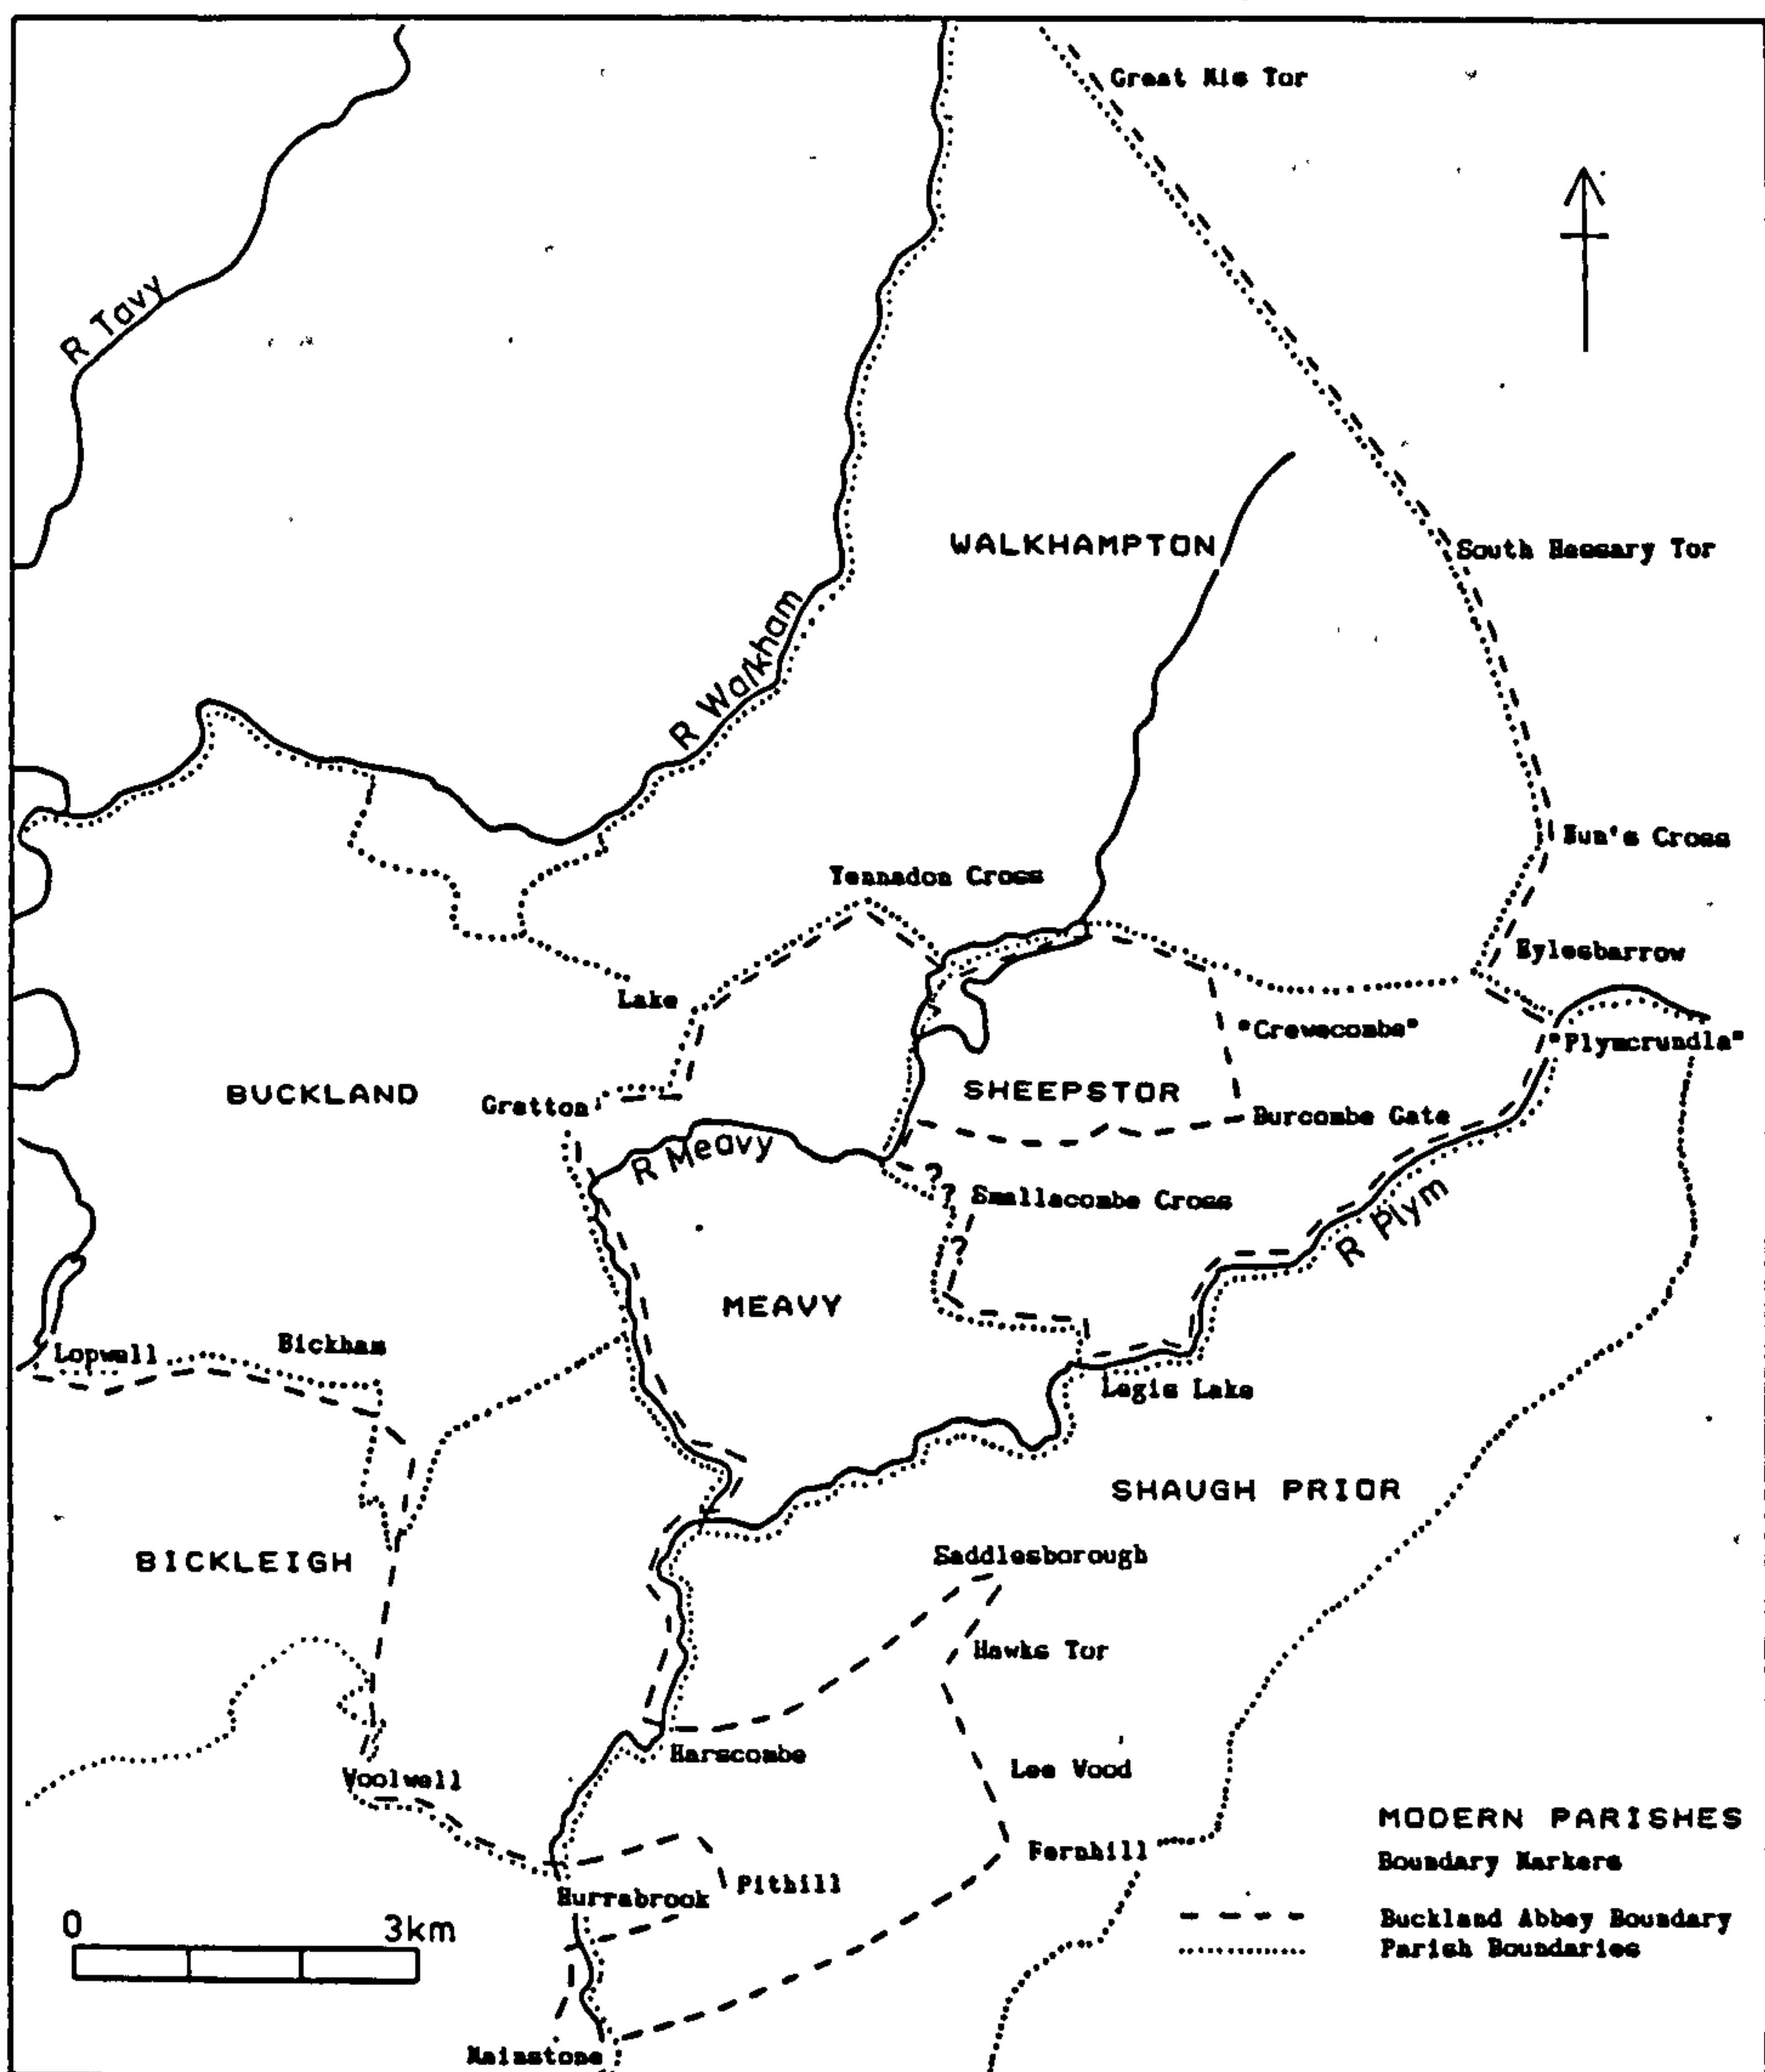 Great Mis Tor
R Tavy
WALKHAMPTON
South Hessary Tor
R Walkham
Nun's Cross
Yennadon Cross
Eylesbarrow
Lake
"Crewecombe"
"Plymcrundla"
BUCKLAND
SHEEPSTOR
Gratton
Burcombe Gate
R Meavy
?
?
Smallacombe Cross
R Plym
?
MEAVY
Bickham
Lopwell
Legis Lake
SHAUGH PRIOR
BICKLEIGH
Saddlesborough
Hawks Tor
Harscombe
Lee Wood
Woolwell
MODERN PARISHES
Fernhill
Boundary Markers
Pithill
Hurrabrook
0 3km
Buckland Abbey Boundary
Parish Boundaries
Mainstone